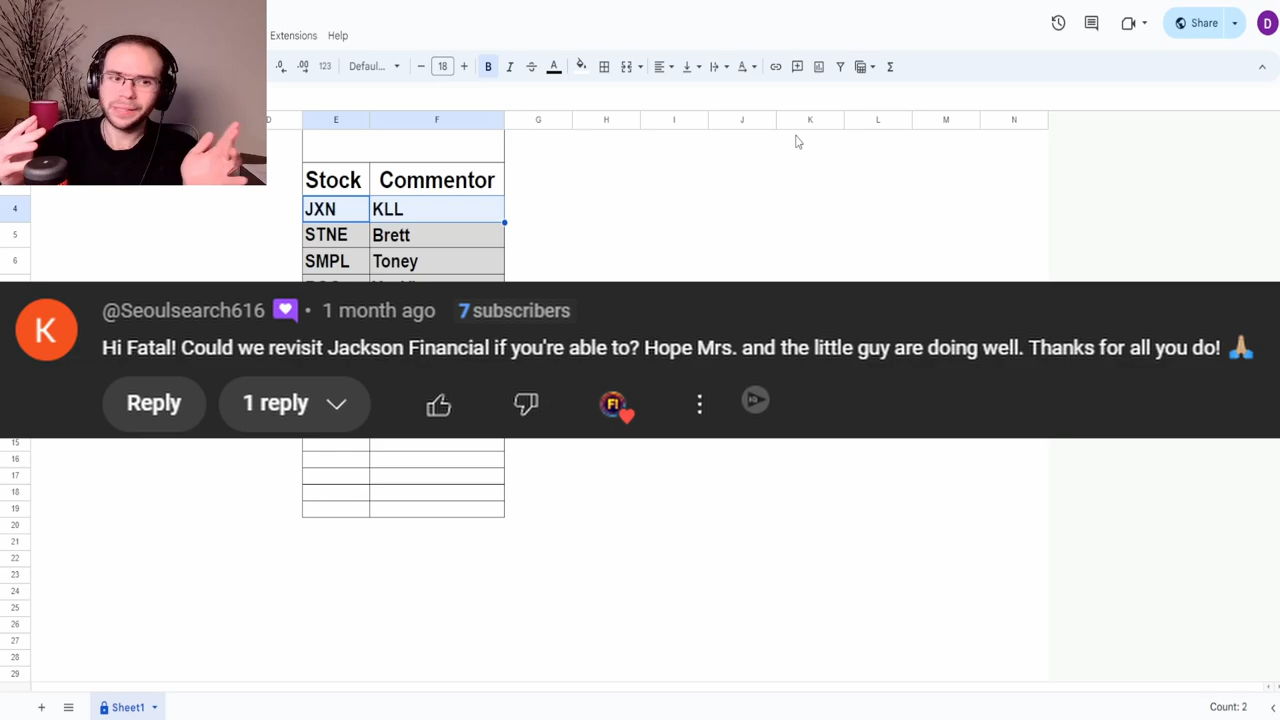 Extensions Help
123 Defaul... 18 B I A Σ
Share D
D E F G H I J K L M N
Stock Commentor
4 JXN KLL
5 STNE Brett
6 SMPL Toney
K @Seoulsearch616 • 1 month ago 7 subscribers
Hi Fatal! Could we revisit Jackson Financial if you're able to? Hope Mrs. and the little guy are doing well. Thanks for all you do! 🙏
Reply 1 reply FI
15
16
17
18
19
20
21
22
23
24
25
26
27
28
29
Sheet1 Count: 2